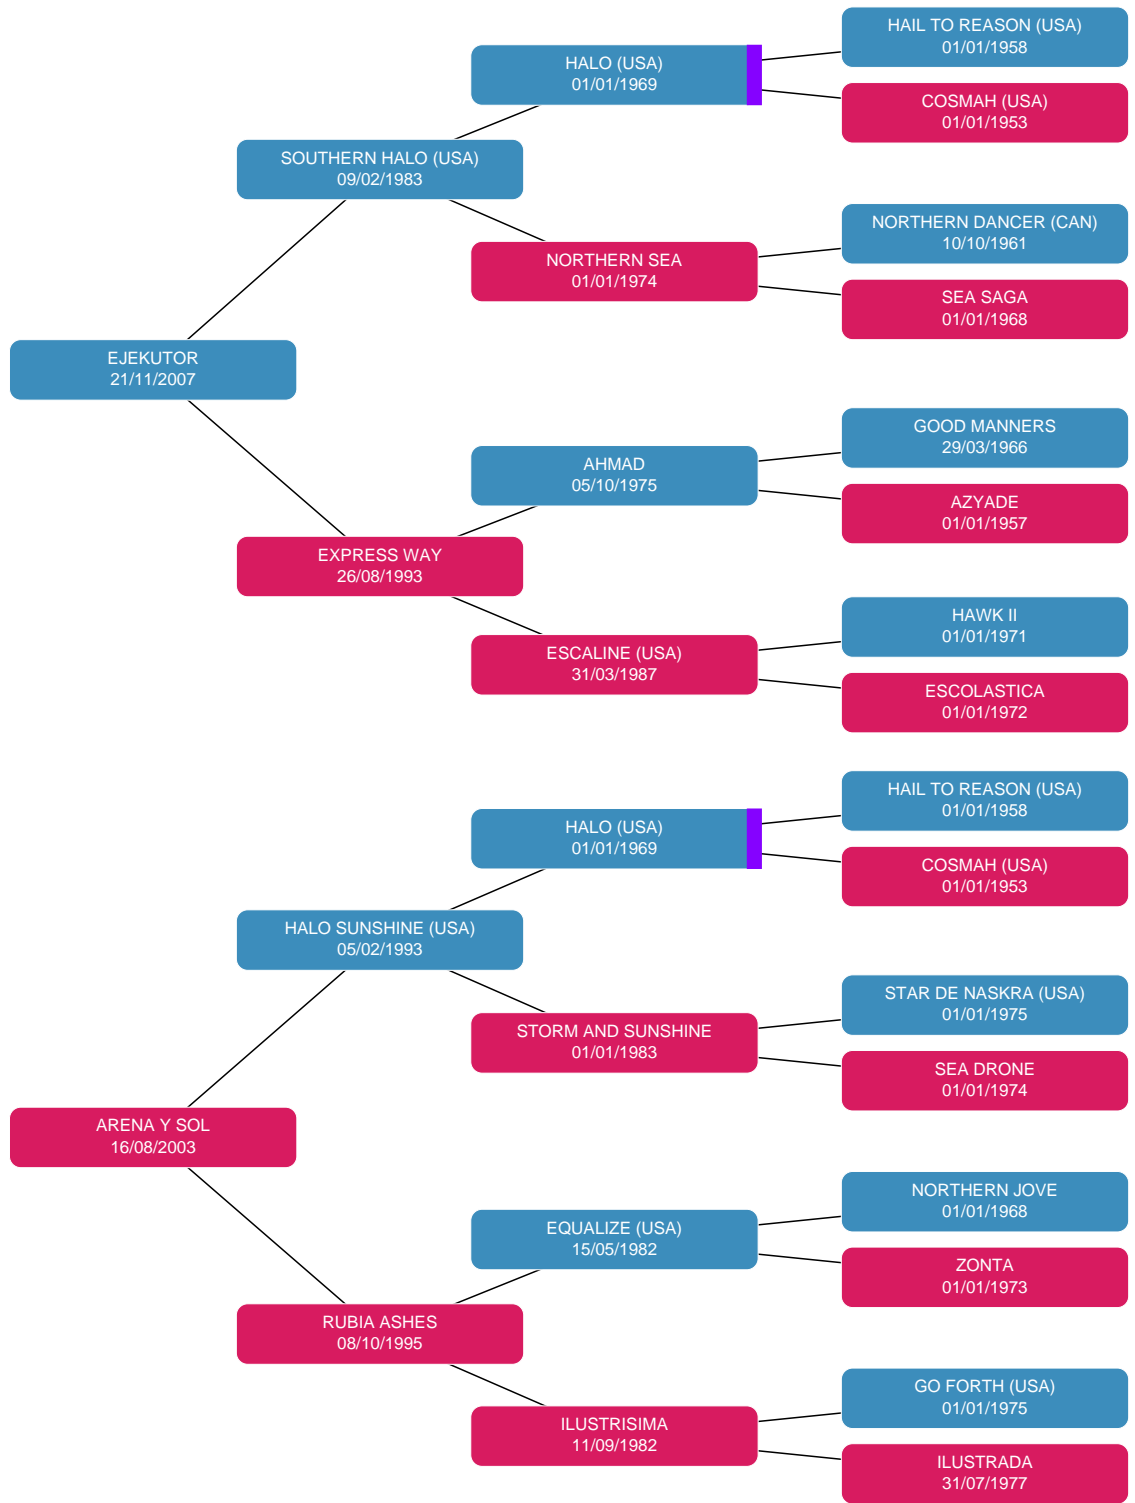 HAIL TO REASON (USA)
01/01/1958
HALO (USA)
01/01/1969
COSMAH (USA)
01/01/1953
SOUTHERN HALO (USA)
09/02/1983
NORTHERN DANCER (CAN)
10/10/1961
NORTHERN SEA
01/01/1974
SEA SAGA
01/01/1968
EJEKUTOR
21/11/2007
GOOD MANNERS
29/03/1966
AHMAD
05/10/1975
AZYADE
01/01/1957
EXPRESS WAY
26/08/1993
HAWK II
01/01/1971
ESCALINE (USA)
31/03/1987
ESCOLASTICA
01/01/1972
HAIL TO REASON (USA)
01/01/1958
HALO (USA)
01/01/1969
COSMAH (USA)
01/01/1953
HALO SUNSHINE (USA)
05/02/1993
STAR DE NASKRA (USA)
01/01/1975
STORM AND SUNSHINE
01/01/1983
SEA DRONE
01/01/1974
ARENA Y SOL
16/08/2003
NORTHERN JOVE
01/01/1968
EQUALIZE (USA)
15/05/1982
ZONTA
01/01/1973
RUBIA ASHES
08/10/1995
GO FORTH (USA)
01/01/1975
ILUSTRISIMA
11/09/1982
ILUSTRADA
31/07/1977